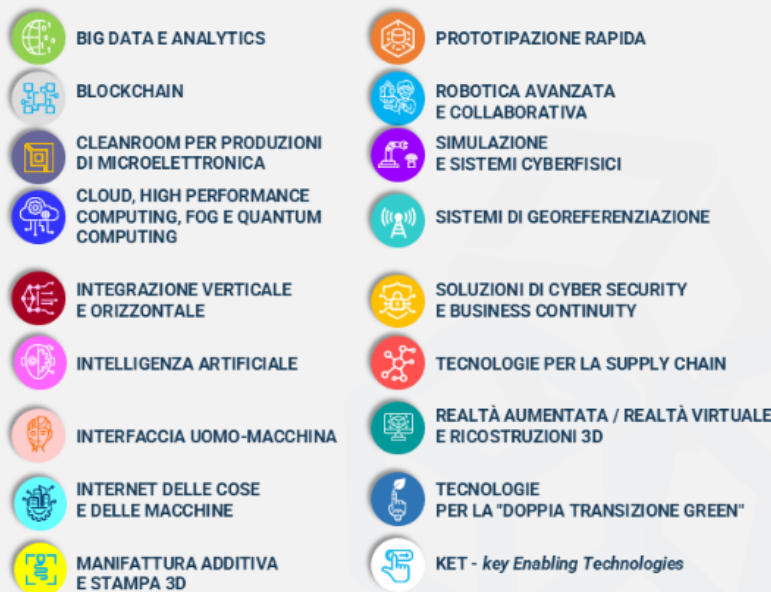 BIG DATA E ANALYTICS
BLOCKCHAIN
CLEANROOM PER PRODUZIONI
DI MICROELETTRONICA
CLOUD, HIGH PERFORMANCE
COMPUTING, FOG E QUANTUM
COMPUTING
INTEGRAZIONE VERTICALE
E ORIZZONTALE
INTELLIGENZA ARTIFICIALE
INTERFACCIA UOMO-MACCHINA
INTERNET DELLE COSE
E DELLE MACCHINE
MANIFATTURA ADDITIVA
E STAMPA 3D
PROTOTIPAZIONE RAPIDA
ROBOTICA AVANZATA
E COLLABORATIVA
SIMULAZIONE
E SISTEMI CYBERFISICI
SISTEMI DI GEOREFERENZIAZIONE
SOLUZIONI DI CYBER SECURITY
E BUSINESS CONTINUITY
TECNOLOGIE PER LA SUPPLY CHAIN
REALTÀ AUMENTATA / REALTÀ VIRTUALE
E RICOSTRUZIONI 3D
TECNOLOGIE
PER LA "DOPPIA TRANSIZIONE GREEN"
KET - key Enabling Technologies